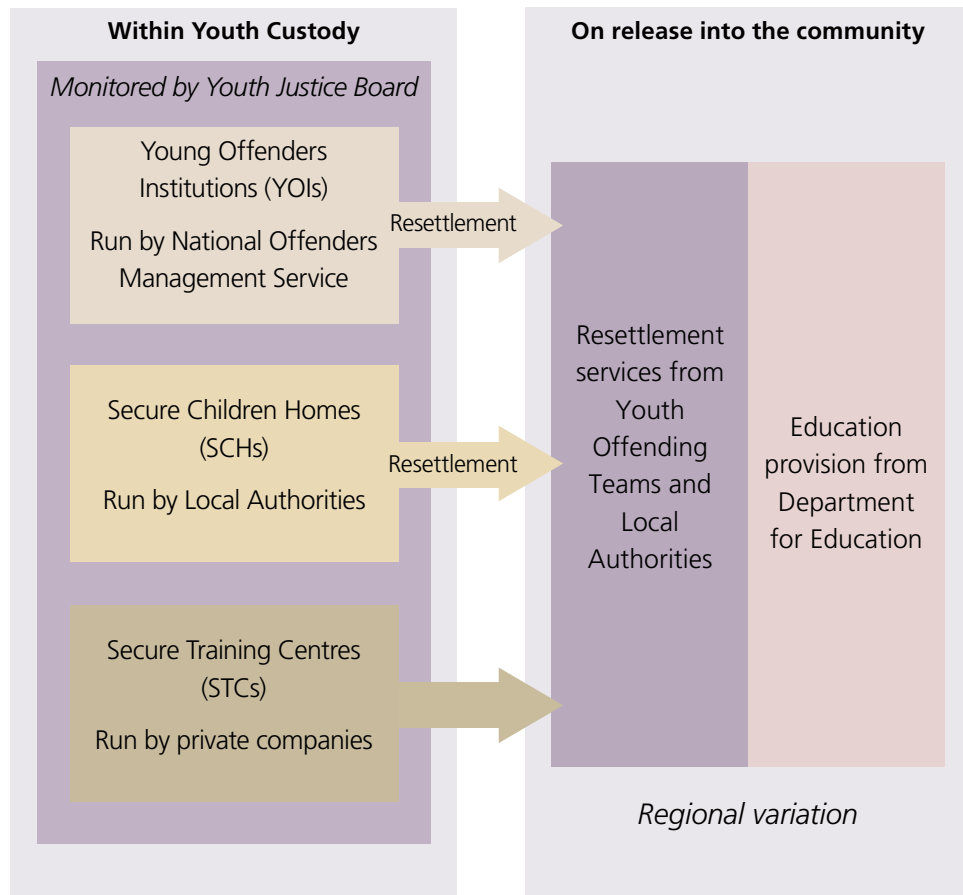 Within Youth Custody
Monitored by Youth Justice Board
Young Offenders
Institutions (YOIs)
Run by National Offenders
Management Service
Resettlement
Secure Children Homes
(SCHs)
Run by Local Authorities
Resettlement
Secure Training Centres
(STCs)
Run by private companies
On release into the community
Resettlement
services from
Youth
Offending
Teams and
Local
Authorities
Education
provision from
Department
for Education
Regional variation